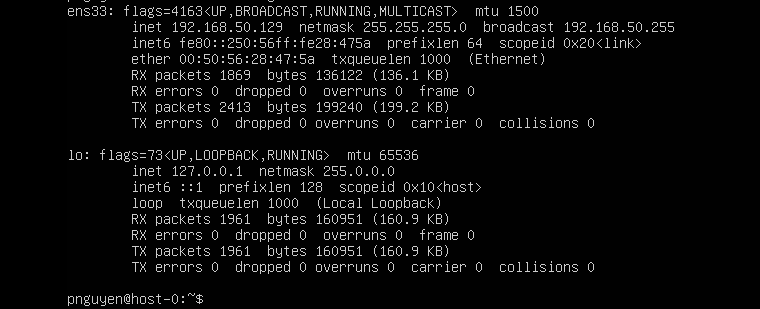 ens33: flags=4163<UP,BROADCAST,RUNNING,MULTICAST>  mtu 1500
        inet 192.168.50.129  netmask 255.255.255.0  broadcast 192.168.50.255
        inet6 fe80::250:56ff:fe28:475a  prefixlen 64  scopeid 0x20<link>
        ether 00:50:56:28:47:5a  txqueuelen 1000  (Ethernet)
        RX packets 1869  bytes 136122 (136.1 KB)
        RX errors 0  dropped 0  overruns 0  frame 0
        TX packets 2413  bytes 199240 (199.2 KB)
        TX errors 0  dropped 0 overruns 0  carrier 0  collisions 0

lo: flags=73<UP,LOOPBACK,RUNNING>  mtu 65536
        inet 127.0.0.1  netmask 255.0.0.0
        inet6 ::1  prefixlen 128  scopeid 0x10<host>
        loop  txqueuelen 1000  (Local Loopback)
        RX packets 1961  bytes 160951 (160.9 KB)
        RX errors 0  dropped 0  overruns 0  frame 0
        TX packets 1961  bytes 160951 (160.9 KB)
        TX errors 0  dropped 0 overruns 0  carrier 0  collisions 0

pnguyen@host-0:~$